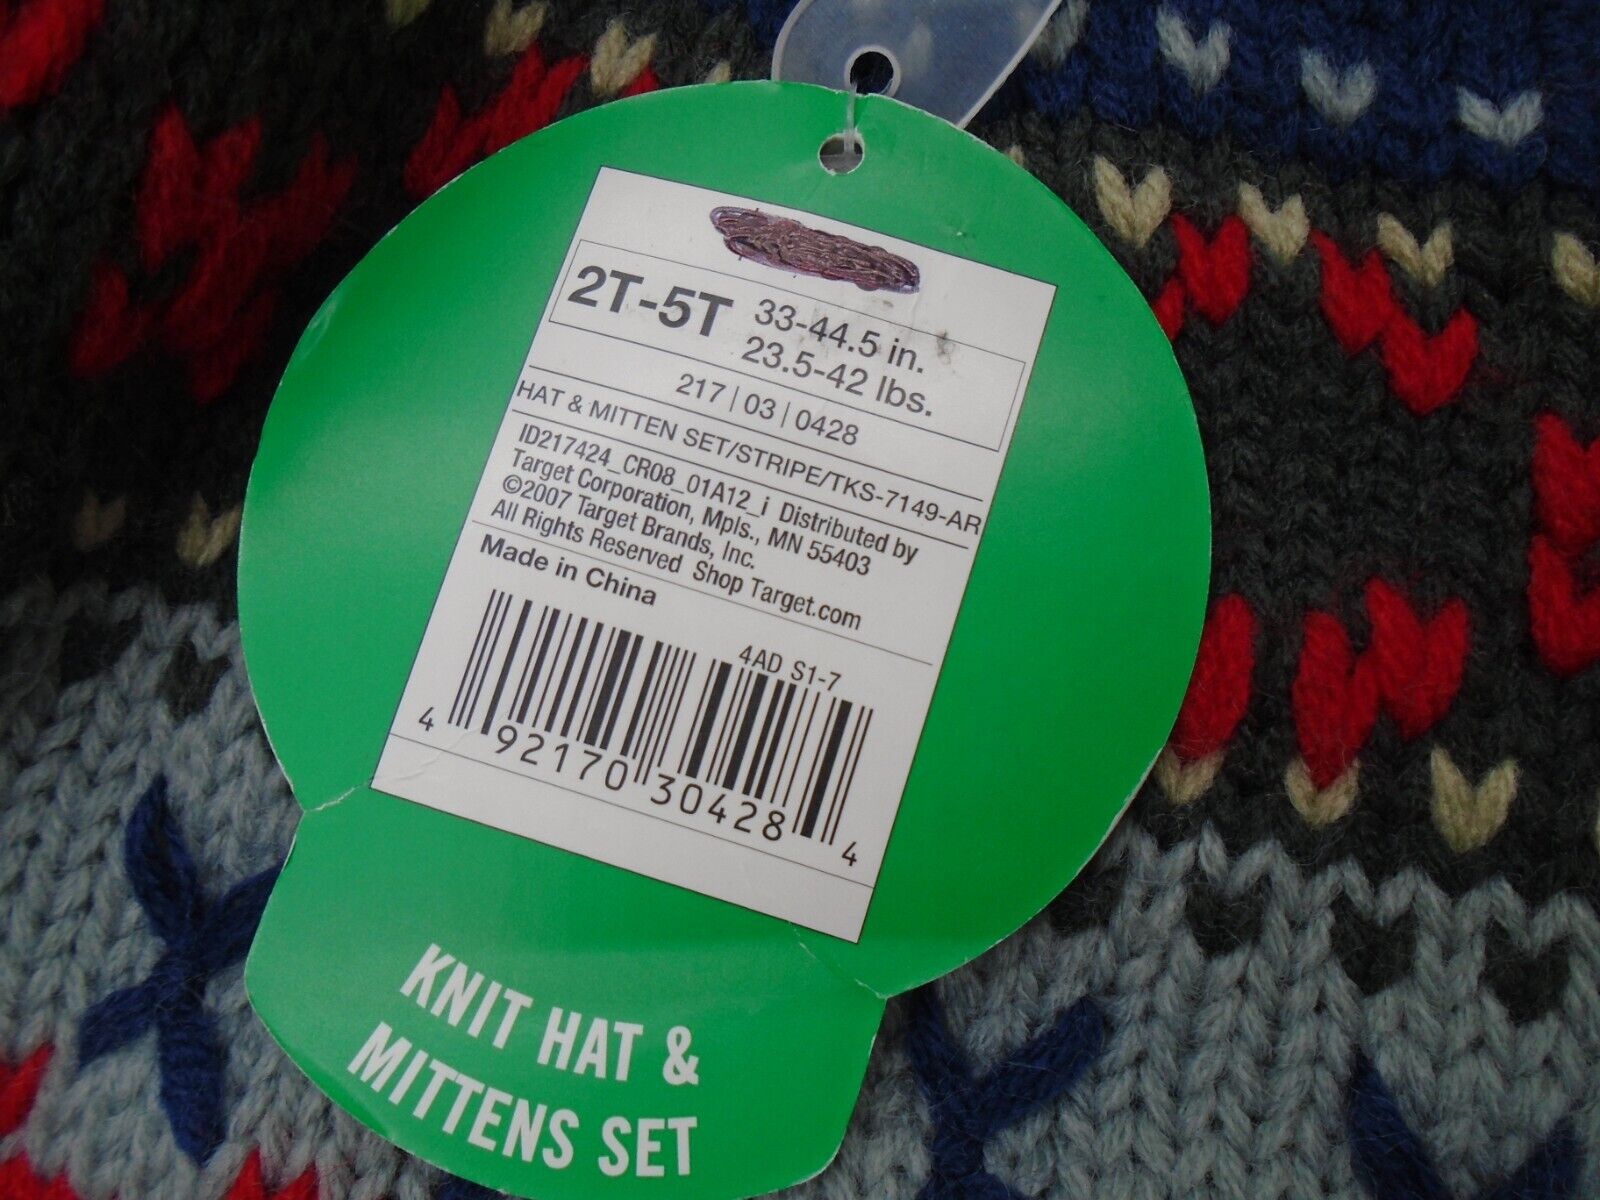 2T-5T 33-44.5 in.
23.5-42 lbs.
217 | 03 | 0428
HAT & MITTEN SET/STRIPE/TKS-7149-AR
ID217424_CR08_01A12_i Distributed by
Target Corporation, Mpls., MN 55403
©2007 Target Brands, Inc.
All Rights Reserved Shop Target.com
Made in China
4AD S1-7
4 92170 30428 4
KNIT HAT &
MITTENS SET